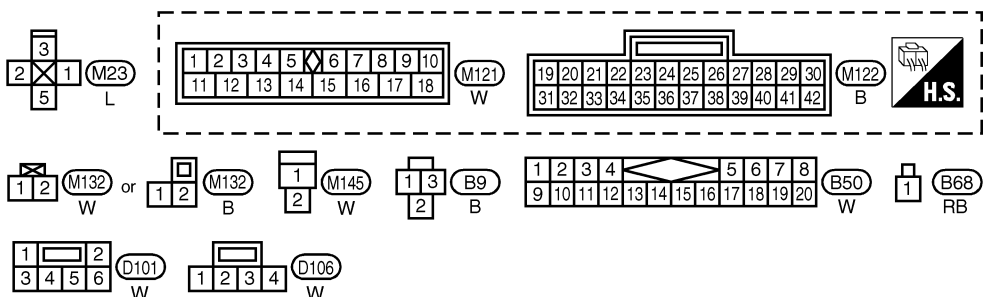 3
2 1 M23
5
L
1 2 3 4 5 6 7 8 9 10 M121
11 12 13 14 15 16 17 18
W
19 20 21 22 23 24 25 26 27 28 29 30 M122
31 32 33 34 35 36 37 38 39 40 41 42
B
H.S.
1 2 M132 or
W
1 2 M132
B
1 M145
2
W
1 3 B9
2
B
1 2 3 4 5 6 7 8 B50
9 10 11 12 13 14 15 16 17 18 19 20
W
1 B68
RB
1 2 D101
3 4 5 6
W
1 2 3 4 D106
W